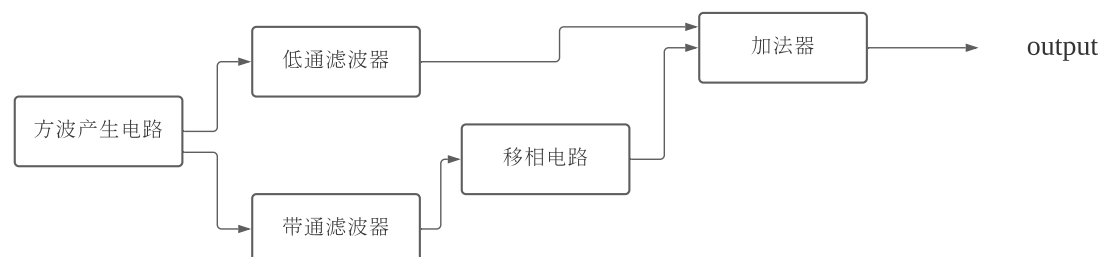 方波产生电路
低通滤波器
带通滤波器
移相电路
加法器
output